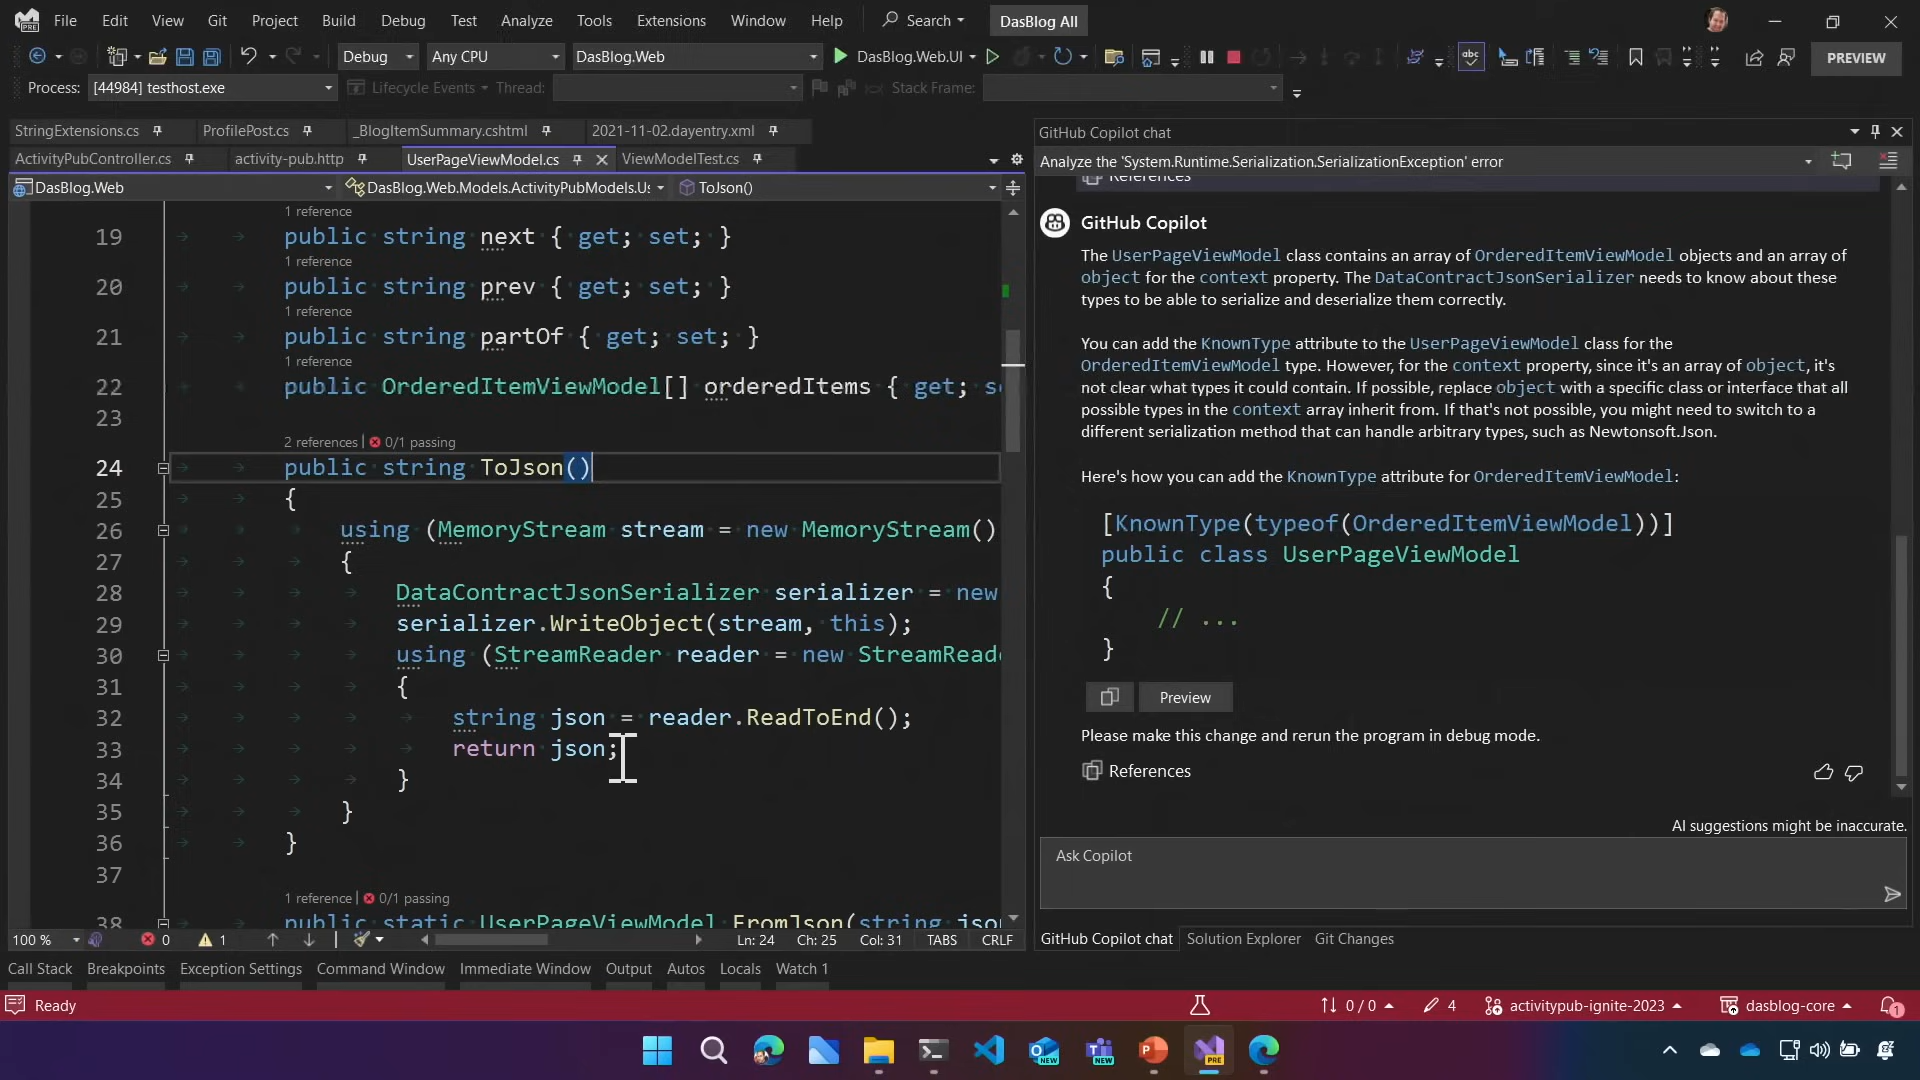 File Edit View Git Project Build Debug Test Analyze Tools Extensions Window Help Search DasBlog All
Debug Any CPU DasBlog.Web DasBlog.Web.UI PREVIEW
Process: [44984] testhost.exe Lifecycle Events Thread: Stack Frame:
StringExtensions.cs ProfilePost.cs _BlogItemSummary.cshtml 2021-11-02.dayentry.xml
ActivityPubController.cs activity-pub.http UserPageViewModel.cs ViewModelTest.cs
DasBlog.Web DasBlog.Web.Models.ActivityPubModels.Us ToJson()
1 reference
19 public string next { get; set; }
1 reference
20 public string prev { get; set; }
1 reference
21 public string partOf { get; set; }
1 reference
22 public OrderedItemViewModel[] orderedItems { get; s
23
2 references | 0/1 passing
24 public string ToJson()
25 {
26 using (MemoryStream stream = new MemoryStream()
27 {
28 DataContractJsonSerializer serializer = new
29 serializer.WriteObject(stream, this);
30 using (StreamReader reader = new StreamReade
31 {
32 string json = reader.ReadToEnd();
33 return json;
34 }
35 }
36 }
37
1 reference | 0/1 passing
38 public static UserPageViewModel FromJson(string json
100 % 0 1 Ln: 24 Ch: 25 Col: 31 TABS CRLF
GitHub Copilot chat
Analyze the 'System.Runtime.Serialization.SerializationException' error
References
GitHub Copilot
The UserPageViewModel class contains an array of OrderedItemViewModel objects and an array of
object for the context property. The DataContractJsonSerializer needs to know about these
types to be able to serialize and deserialize them correctly.
You can add the KnownType attribute to the UserPageViewModel class for the
OrderedItemViewModel type. However, for the context property, since it's an array of object, it's
not clear what types it could contain. If possible, replace object with a specific class or interface that all
possible types in the context array inherit from. If that's not possible, you might need to switch to a
different serialization method that can handle arbitrary types, such as Newtonsoft.Json.
Here's how you can add the KnownType attribute for OrderedItemViewModel:
[KnownType(typeof(OrderedItemViewModel))]
public class UserPageViewModel
{
// ...
}
Preview
Please make this change and rerun the program in debug mode.
References
AI suggestions might be inaccurate.
Ask Copilot
GitHub Copilot chat Solution Explorer Git Changes
Call Stack Breakpoints Exception Settings Command Window Immediate Window Output Autos Locals Watch 1
Ready 0 / 0 4 activitypub-ignite-2023 dasblog-core 1